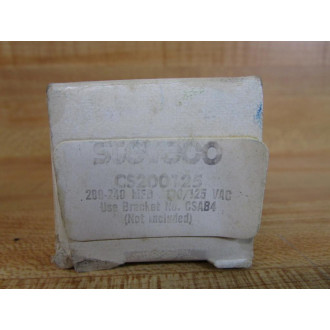 CS200125
200-240 MFD 125 VAC
Use Bracket No. CSAB4
(Not included)